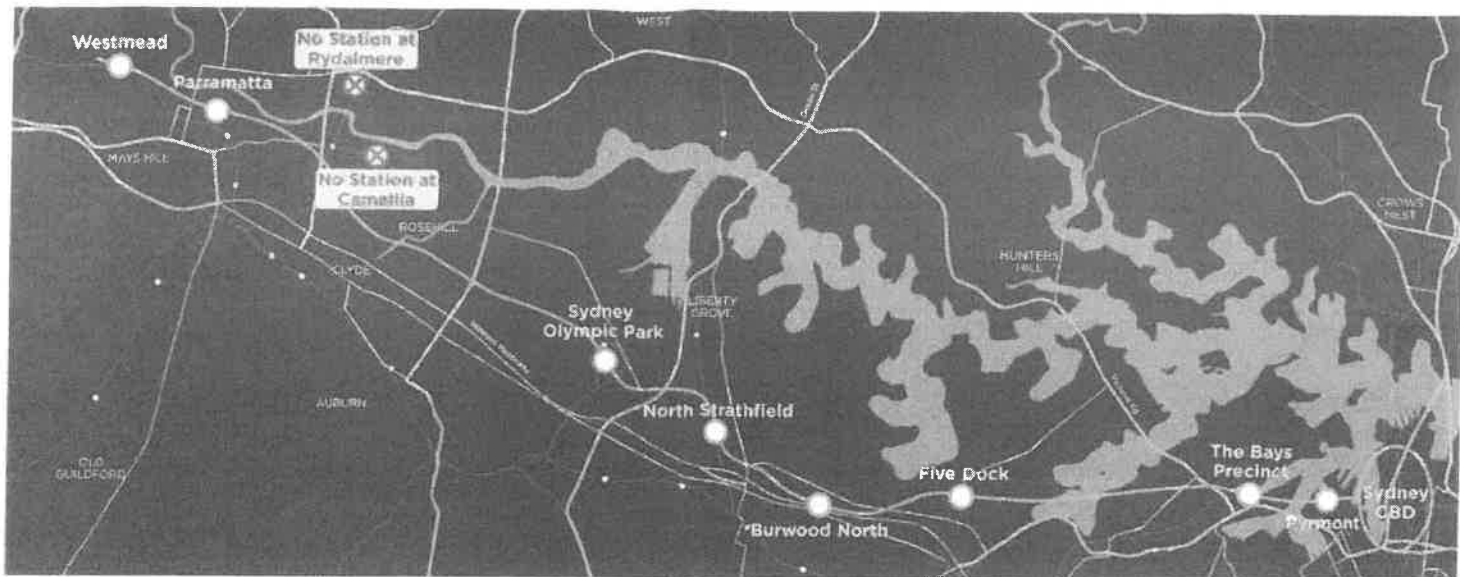 WEST
Westmead
No Station at
Rydalmere
Parramatta
MAYS HILL
No Station at
Camellia
ROSEHILL
CLYDE
CROWS
NEST
HUNTERS
HILL
LIBERTY
GROVE
Sydney
Olympic Park
AUBURN
North Strathfield
OLD
GUILDFORD
Five Dock
The Bays
Precinct
Burwood North
Pyrmont
Sydney
CBD